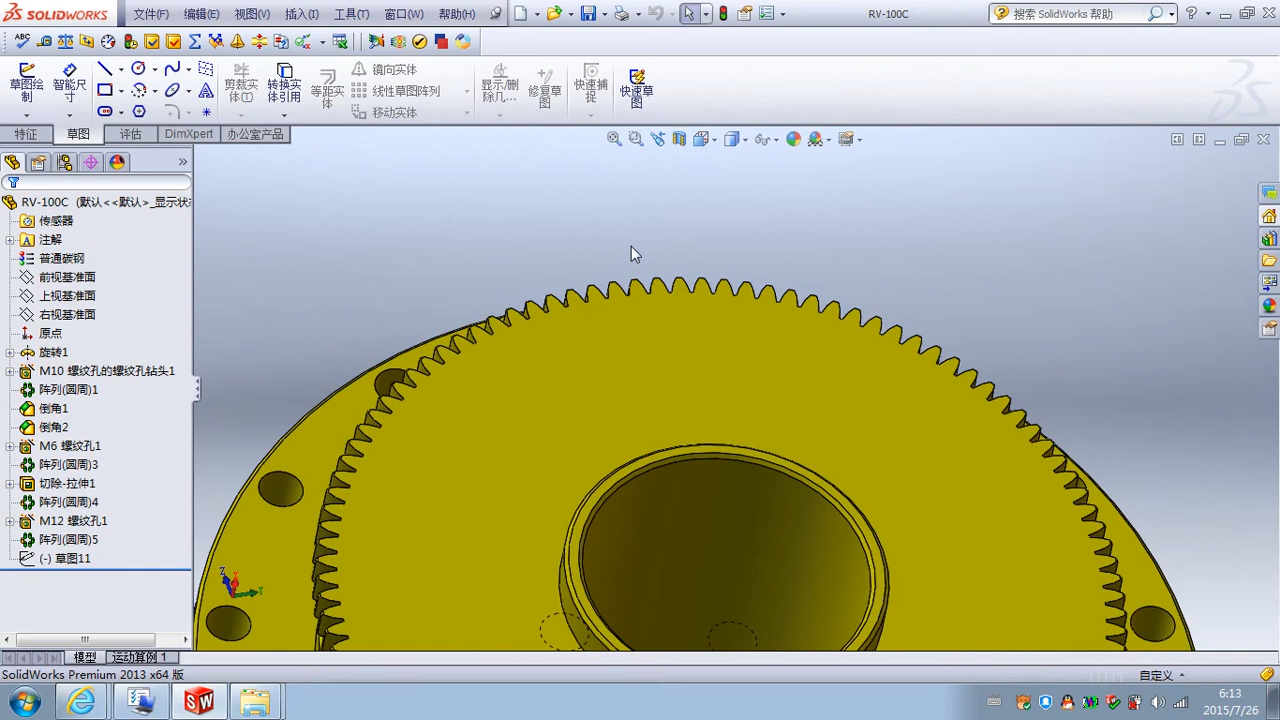 SOLIDWORKS 文件(F) 编辑(E) 视图(V) 插入(I) 工具(T) 窗口(W) 帮助(H) RV-100C 搜索 SolidWorks 帮助
草图绘制 智能尺寸 剪裁实体(T) 转换实体引用 等距实体 镜向实体 线性草图阵列 移动实体 显示/删除几... 修复草图 快速捕捉 快速草图
特征 草图 评估 DimXpert 办公室产品
RV-100C (默认<<默认>_显示状
传感器
注解
普通碳钢
前视基准面
上视基准面
右视基准面
原点
旋转1
M10 螺纹孔的螺纹孔钻头1
阵列(圆周)1
倒角1
倒角2
M6 螺纹孔1
阵列(圆周)3
切除-拉伸1
阵列(圆周)4
M12 螺纹孔1
阵列(圆周)5
(-) 草图11
Z Y
模型 运动算例 1
SolidWorks Premium 2013 x64 版 自定义
6:13
2015/7/26